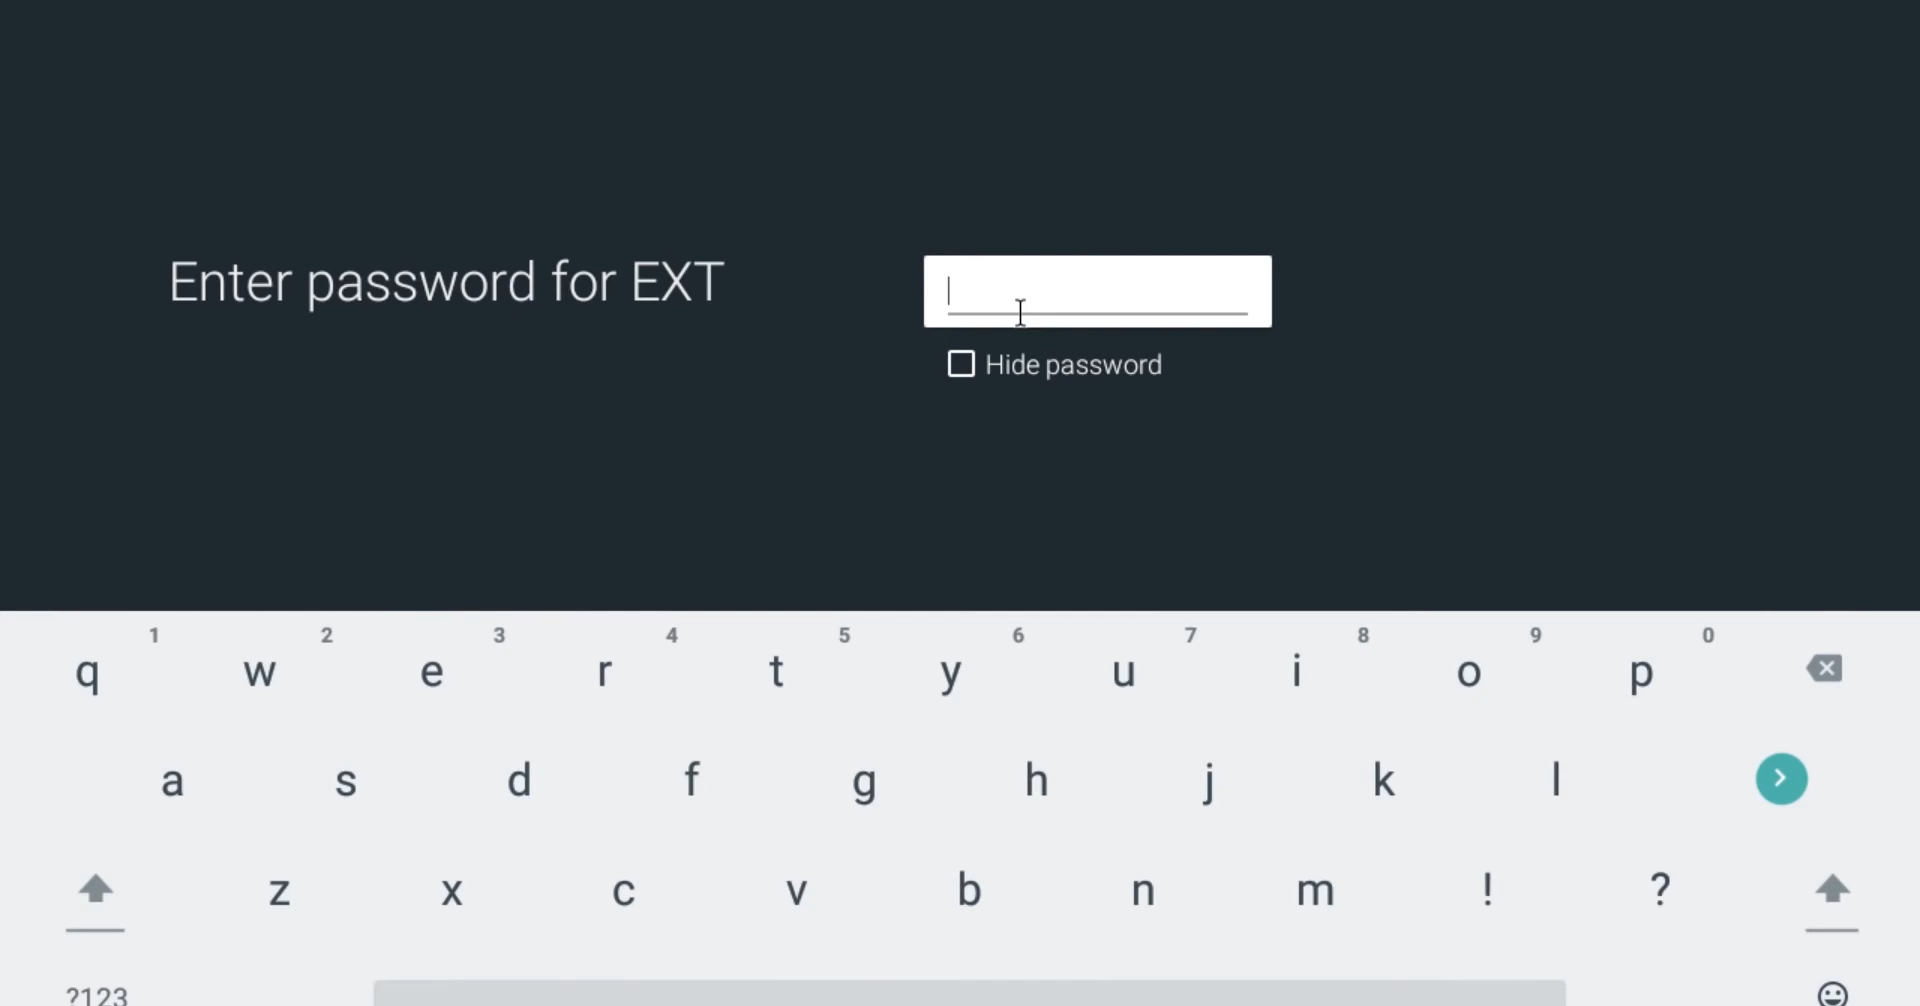 Enter password for EXT
Hide password
1 2 3 4 5 6 7 8 9 0
q w e r t y u i o p
a s d f g h j k l
z x c v b n m ! ?
?123